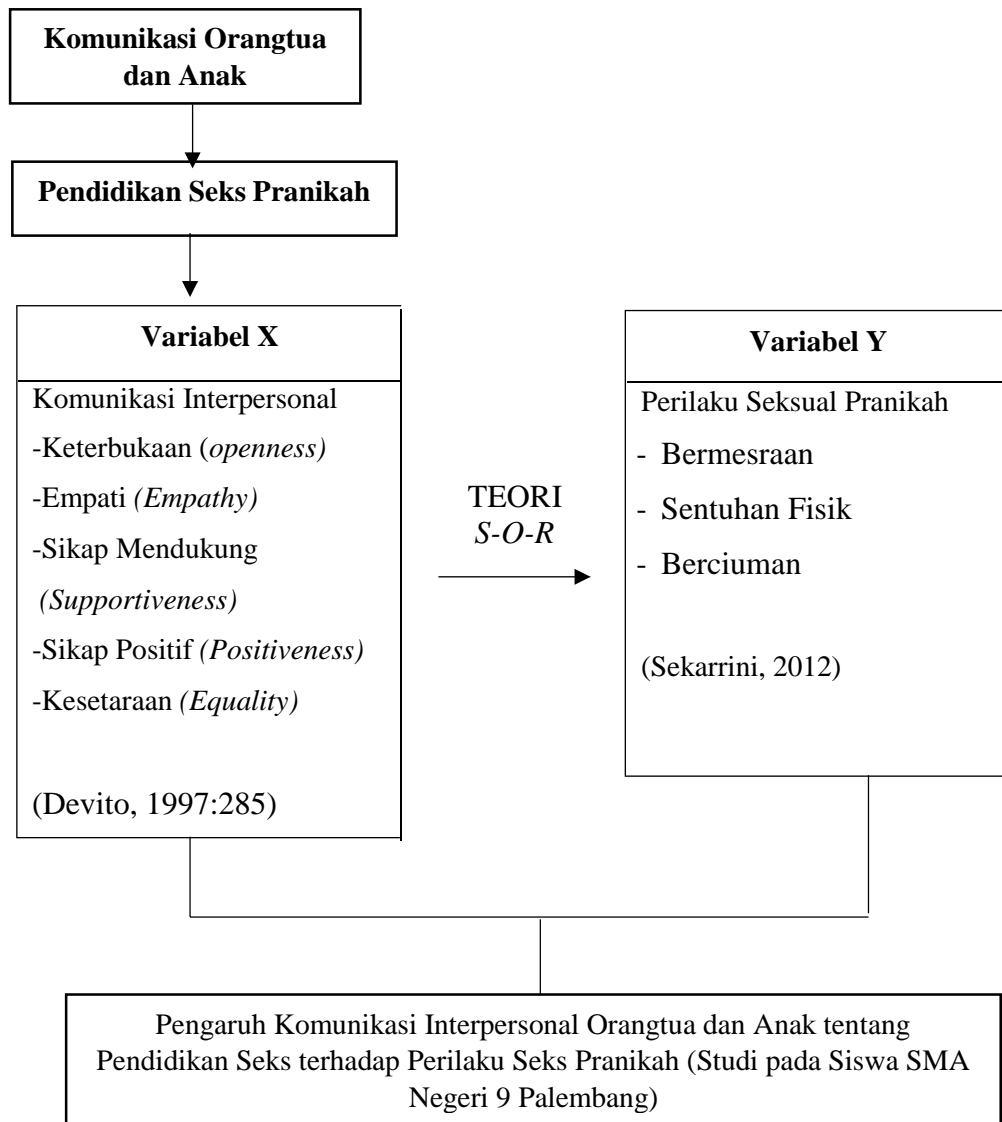 Komunikasi Orangtua
dan Anak
Pendidikan Seks Pranikah
Variabel X
Komunikasi Interpersonal
-Keterbukaan (openness)
-Empati (Empathy)
-Sikap Mendukung
(Supportiveness)
-Sikap Positif (Positiveness)
-Kesetaraan (Equality)
(Devito, 1997:285)
TEORI
S-O-R
Variabel Y
Perilaku Seksual Pranikah
- Bermesraan
- Sentuhan Fisik
- Berciuman
(Sekarrini, 2012)
Pengaruh Komunikasi Interpersonal Orangtua dan Anak tentang
Pendidikan Seks terhadap Perilaku Seks Pranikah (Studi pada Siswa SMA
Negeri 9 Palembang)